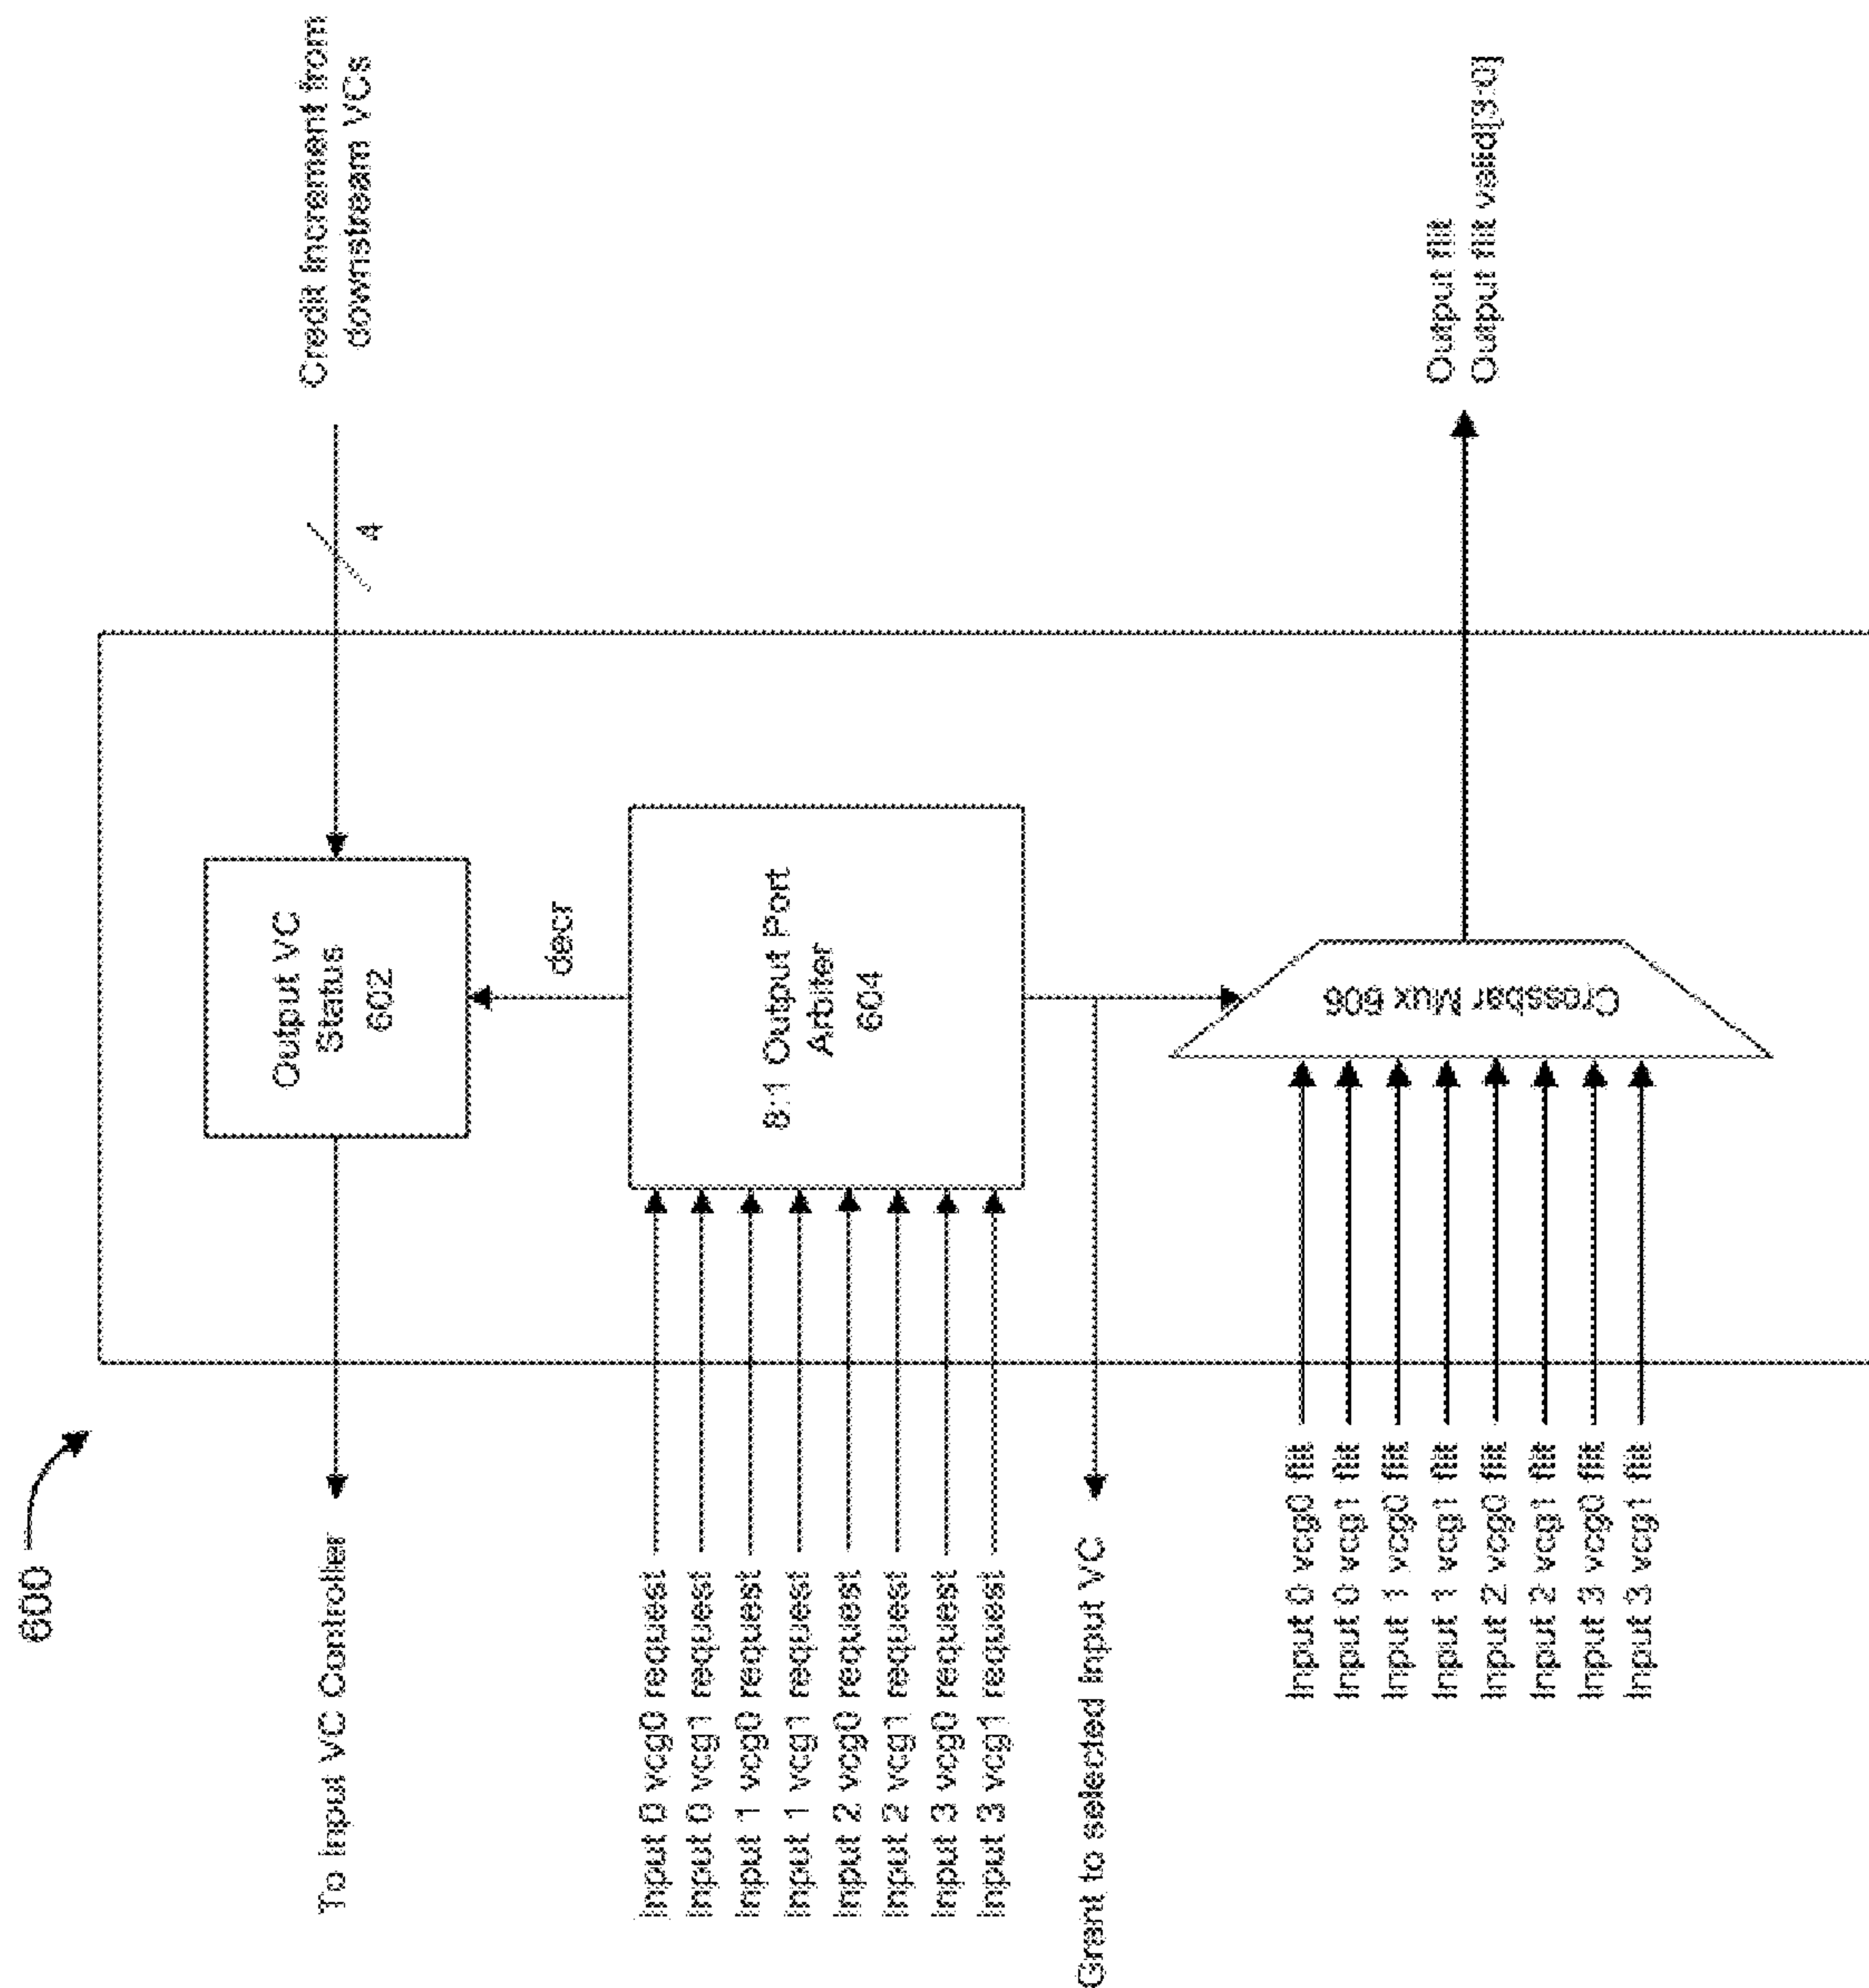 600
Credit increment from
downstream VCs
4
To Input VC Controller
Output VC
Status
602
decr
Input 0 vcg0 request
Input 0 vcg1 request
Input 1 vcg0 request
Input 1 vcg1 request
Input 2 vcg0 request
Input 2 vcg1 request
Input 3 vcg0 request
Input 3 vcg1 request
8:1 Output Port
Arbiter
604
Grant to selected Input VC
Input 0 vcg0 flit
Input 0 vcg1 flit
Input 1 vcg0 flit
Input 1 vcg1 flit
Input 2 vcg0 flit
Input 2 vcg1 flit
Input 3 vcg0 flit
Input 3 vcg1 flit
Crossbar Mux 606
Output flit
Output flit valid[3:0]